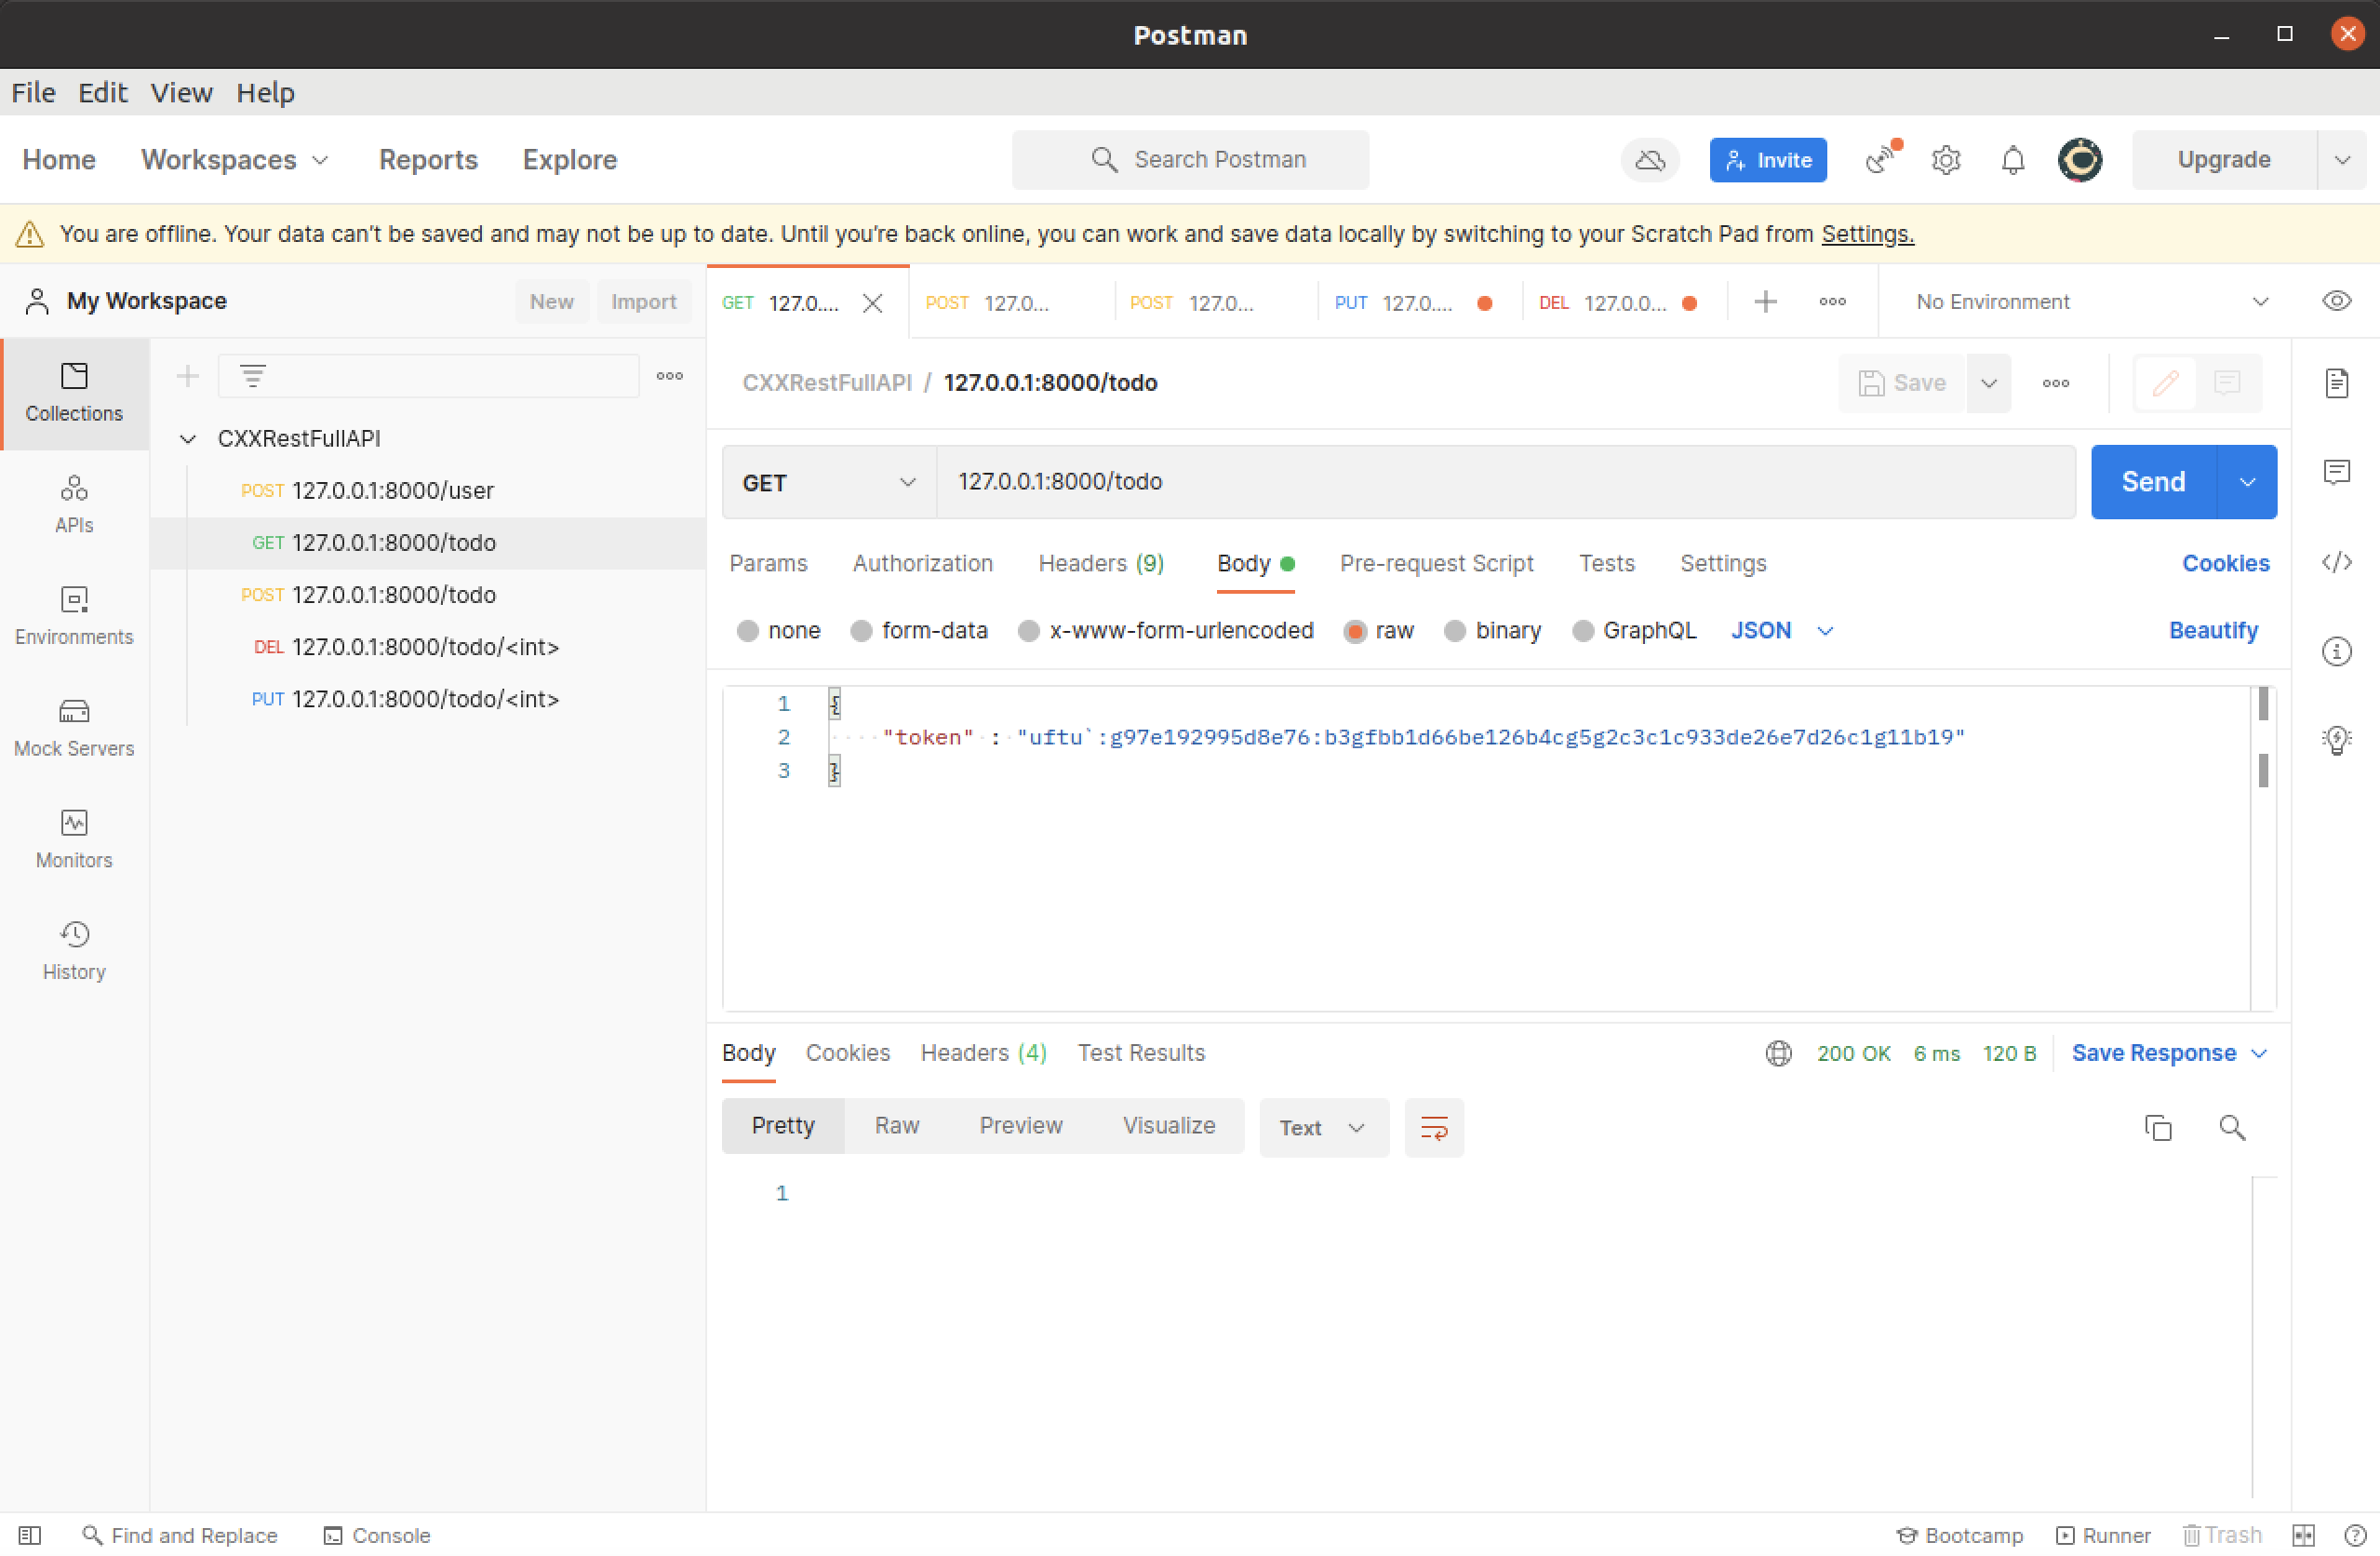 Postman
File Edit View Help
Home Workspaces Reports Explore Search Postman Invite Upgrade
You are offline. Your data can't be saved and may not be up to date. Until you're back online, you can work and save data locally by switching to your Scratch Pad from Settings.
My Workspace New Import GET 127.0.... POST 127.0... POST 127.0... PUT 127.0.... DEL 127.0.0... No Environment
Collections
APIs
Environments
Mock Servers
Monitors
History
CXXRestFullAPI
POST 127.0.0.1:8000/user
GET 127.0.0.1:8000/todo
POST 127.0.0.1:8000/todo
DEL 127.0.0.1:8000/todo/<int>
PUT 127.0.0.1:8000/todo/<int>
CXXRestFullAPI / 127.0.0.1:8000/todo Save
GET 127.0.0.1:8000/todo Send
Params Authorization Headers (9) Body Pre-request Script Tests Settings Cookies
none form-data x-www-form-urlencoded raw binary GraphQL JSON Beautify
1 {
2 "token" : "uftu`:g97e192995d8e76:b3gfbb1d66be126b4cg5g2c3c1c933de26e7d26c1g11b19"
3 }
Body Cookies Headers (4) Test Results 200 OK 6 ms 120 B Save Response
Pretty Raw Preview Visualize Text
1
Find and Replace Console Bootcamp Runner Trash